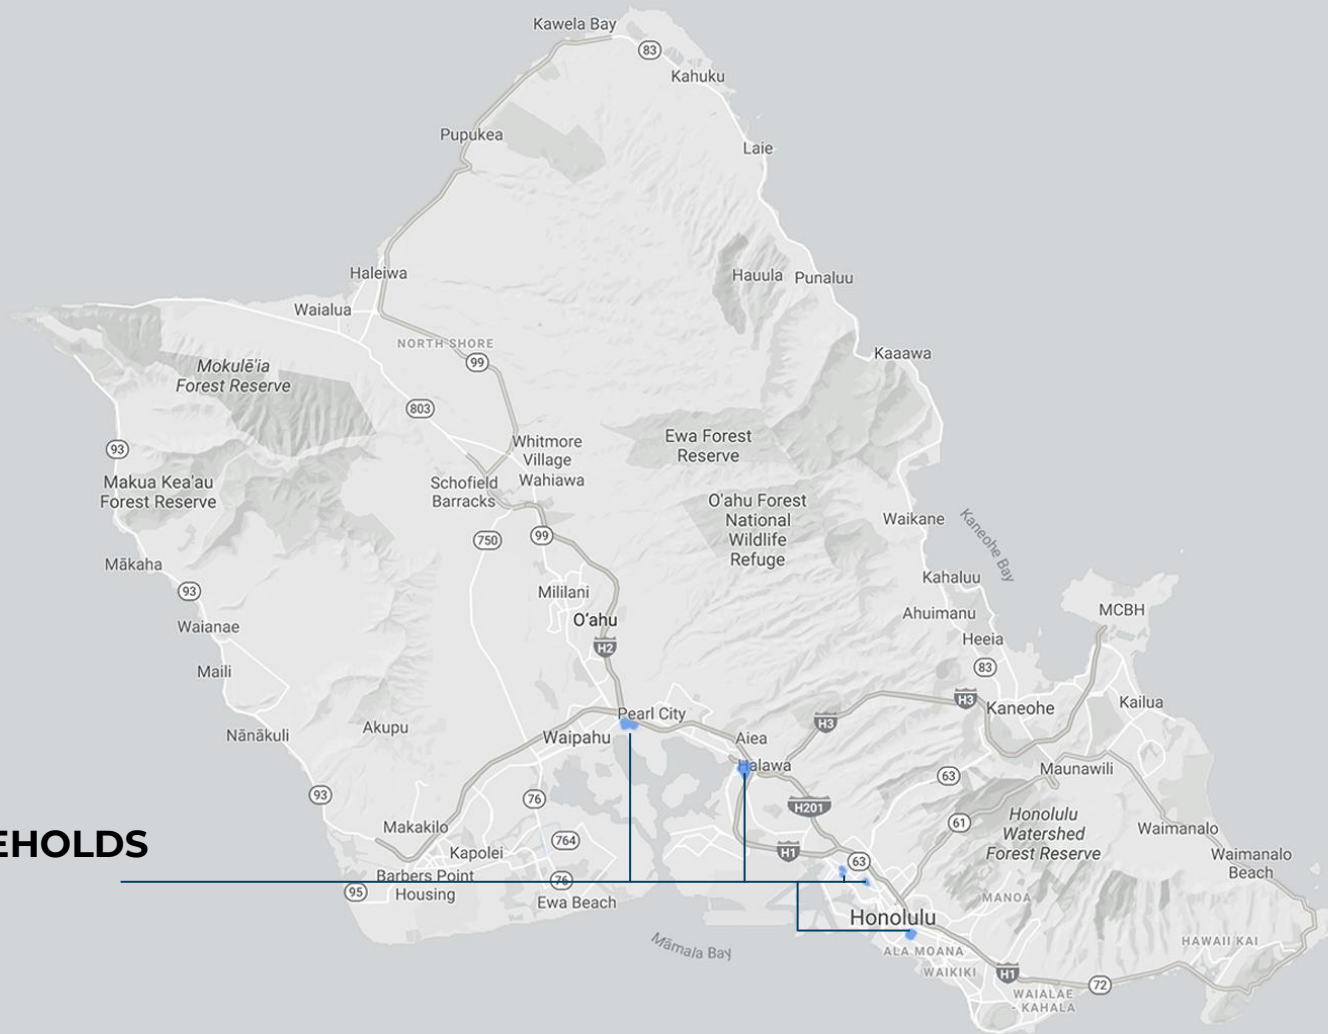 Kawela Bay
83
Kahuku
Pupukea
Laie
Haleiwa
Hauula
Punaluu
Waialua
NORTH SHORE
99
Kaaawa
Mokulē'ia
Forest Reserve
803
93
Whitmore
Village
Wahiawa
Ewa Forest
Reserve
Makua Kea'au
Forest Reserve
Schofield
Barracks
O'ahu Forest
National
Wildlife
Refuge
Waikane
Kaneohe Bay
750
99
Mākaha
93
Mililani
Kahaluu
MCBH
Ahuimanu
Waianae
O'ahu
H2
Heeia
83
Maili
H3
Kaneohe
Kailua
Pearl City
H3
Akupu
Nānākuli
Waipahu
Aiea
Halawa
Maunawili
63
93
76
H201
61
Honolulu
Watershed
Forest Reserve
Waimanalo
Makakilo
764
EHOLDS
Kapolei
H1
63
Waimanalo
Beach
Barbers Point
Housing
76
95
Ewa Beach
MANOA
Honolulu
Māmala Bay
ALA MOANA
HAWAII KAI
WAIKIKI
H1
72
WAIALAE
- KAHALA